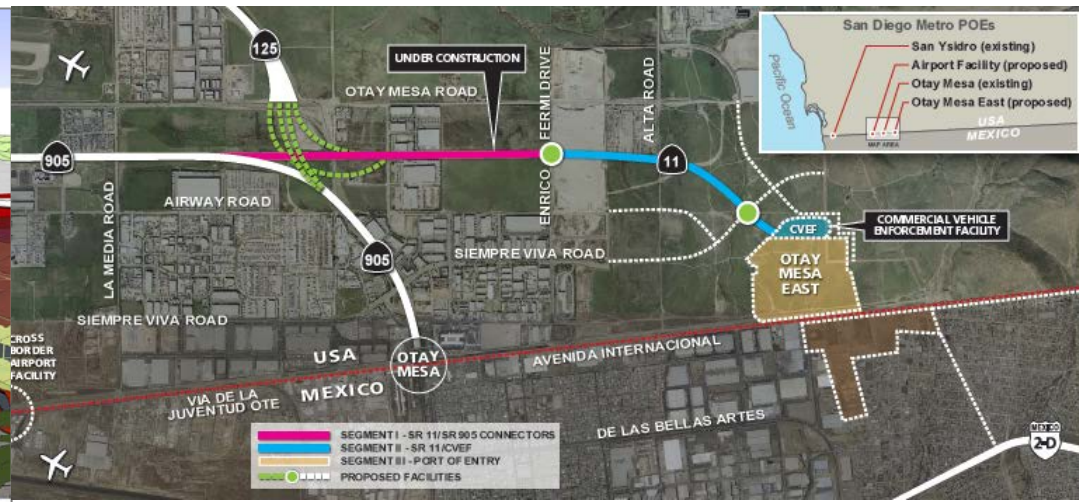 125
UNDER CONSTRUCTION
OTAY MESA ROAD
ENRICO FERMI DRIVE
ALTA ROAD
San Diego Metro POEs
San Ysidro (existing)
Airport Facility (proposed)
Otay Mesa (existing)
Otay Mesa East (proposed)
Pacific Ocean
USA
MEXICO
MAP AREA
905
11
LA MEDIA ROAD
AIRWAY ROAD
905
SIEMPRE VIVA ROAD
CVEF
COMMERCIAL VEHICLE
ENFORCEMENT FACILITY
OTAY
MESA
EAST
SIEMPRE VIVA ROAD
CROSS
BORDER
AIRPORT
FACILITY
USA
MEXICO
OTAY
MESA
AVENIDA INTERNACIONAL
VIA DE LA
JUVENTUD OTE
DE LAS BELLAS ARTES
SEGMENT I - SR 11/SR 905 CONNECTORS
SEGMENT II - SR 11/CVEF
SEGMENT III - PORT OF ENTRY
PROPOSED FACILITIES
MEXICO
2-D